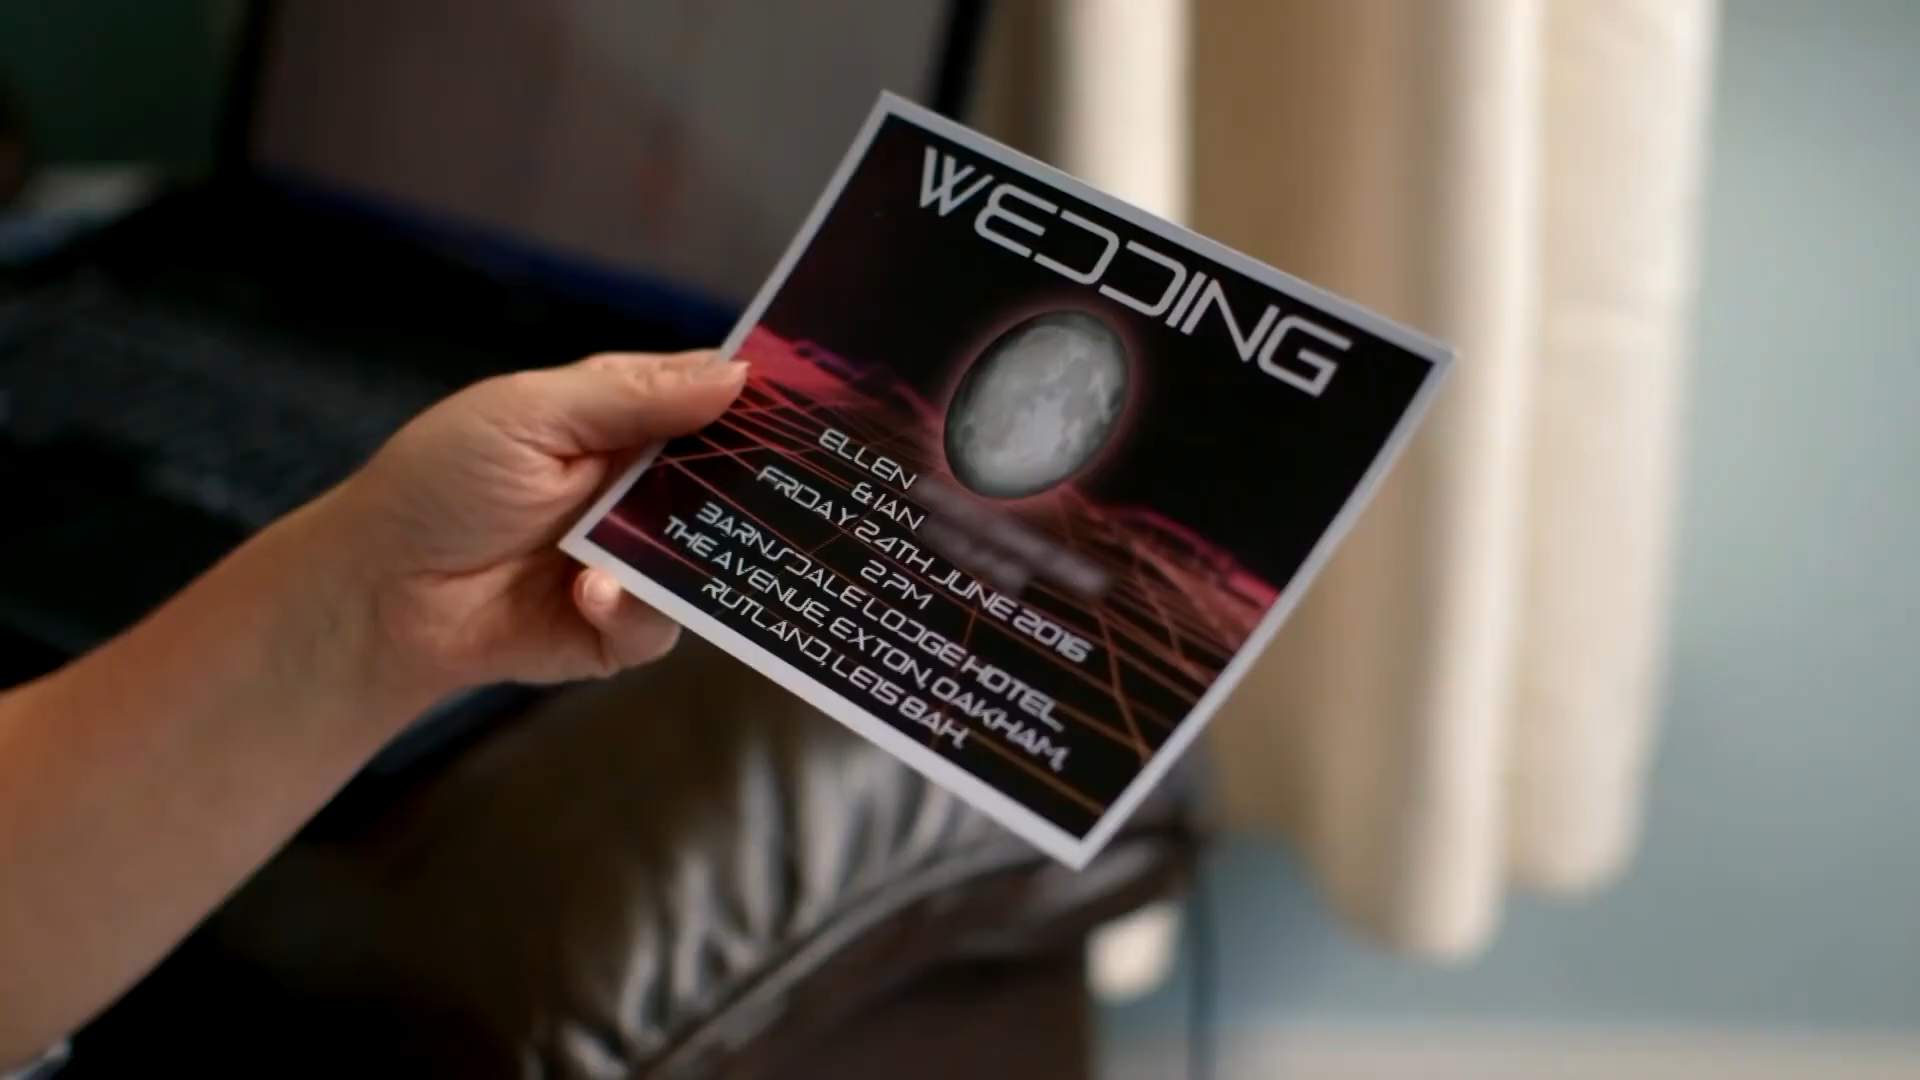 WEDDING
ELLEN
& IAN
FRIDAY 24TH JUNE 2016
2PM
BARNSDALE LODGE HOTEL,
THE AVENUE, EXTON, OAKHAM,
RUTLAND, LE15 8AH.